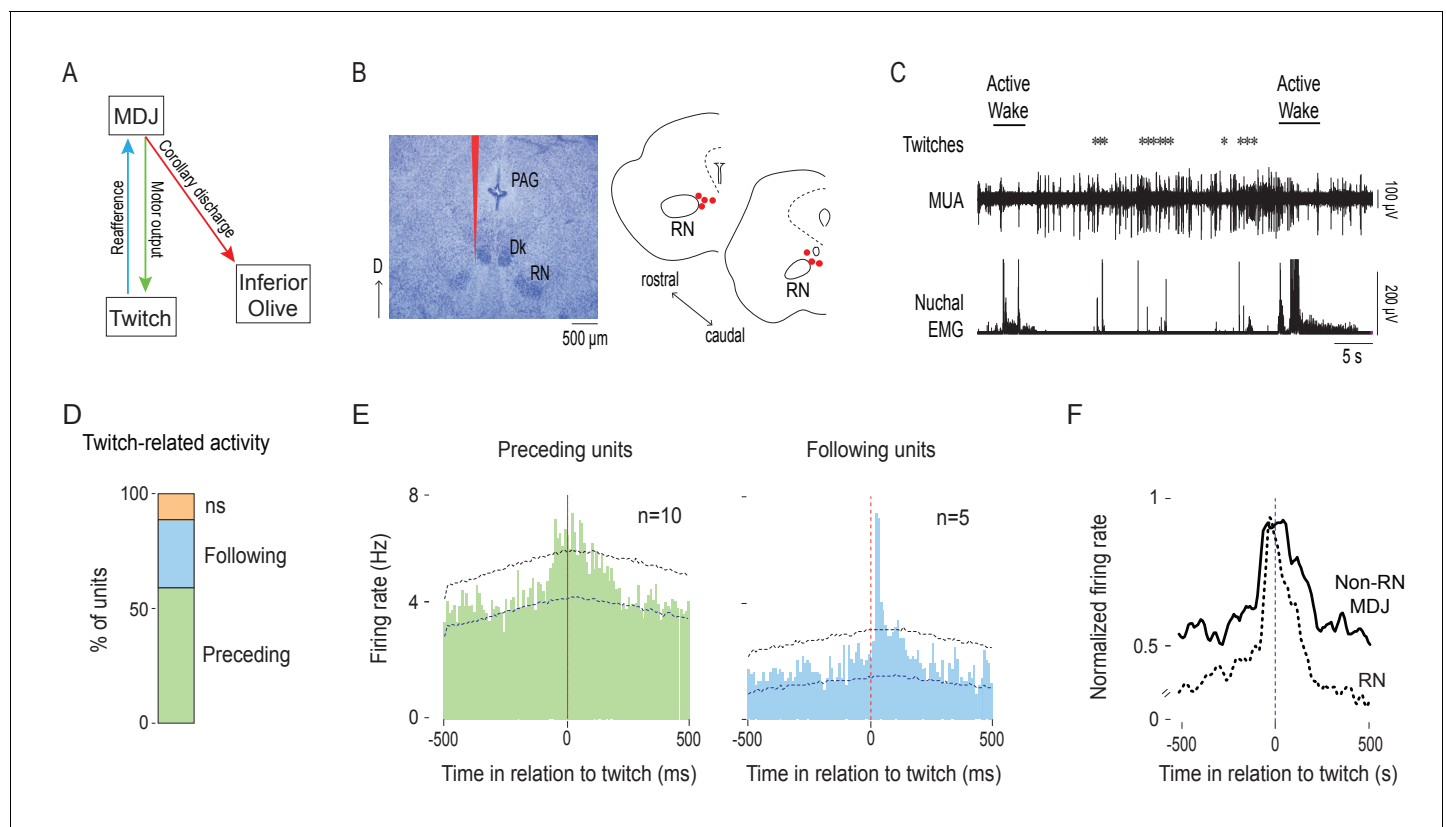 A
MDJ
Reafference
Motor output
Corollary discharge
Twitch
Inferior
Olive
B
PAG
Dk
RN
D
500 µm
RN
rostral
caudal
RN
C
Active
Wake
Active
Wake
Twitches
*** ****** * ***
MUA
100 µV
Nuchal
EMG
200 µV
5 s
D
Twitch-related activity
% of units
100
50
0
ns
Following
Preceding
E
Preceding units
n=10
Firing rate (Hz)
8
4
0
-500 0 500
Time in relation to twitch (ms)
Following units
n=5
-500 0 500
Time in relation to twitch (ms)
F
Normalized firing rate
1
0.5
0
Non-RN
MDJ
RN
-500 0 500
Time in relation to twitch (s)